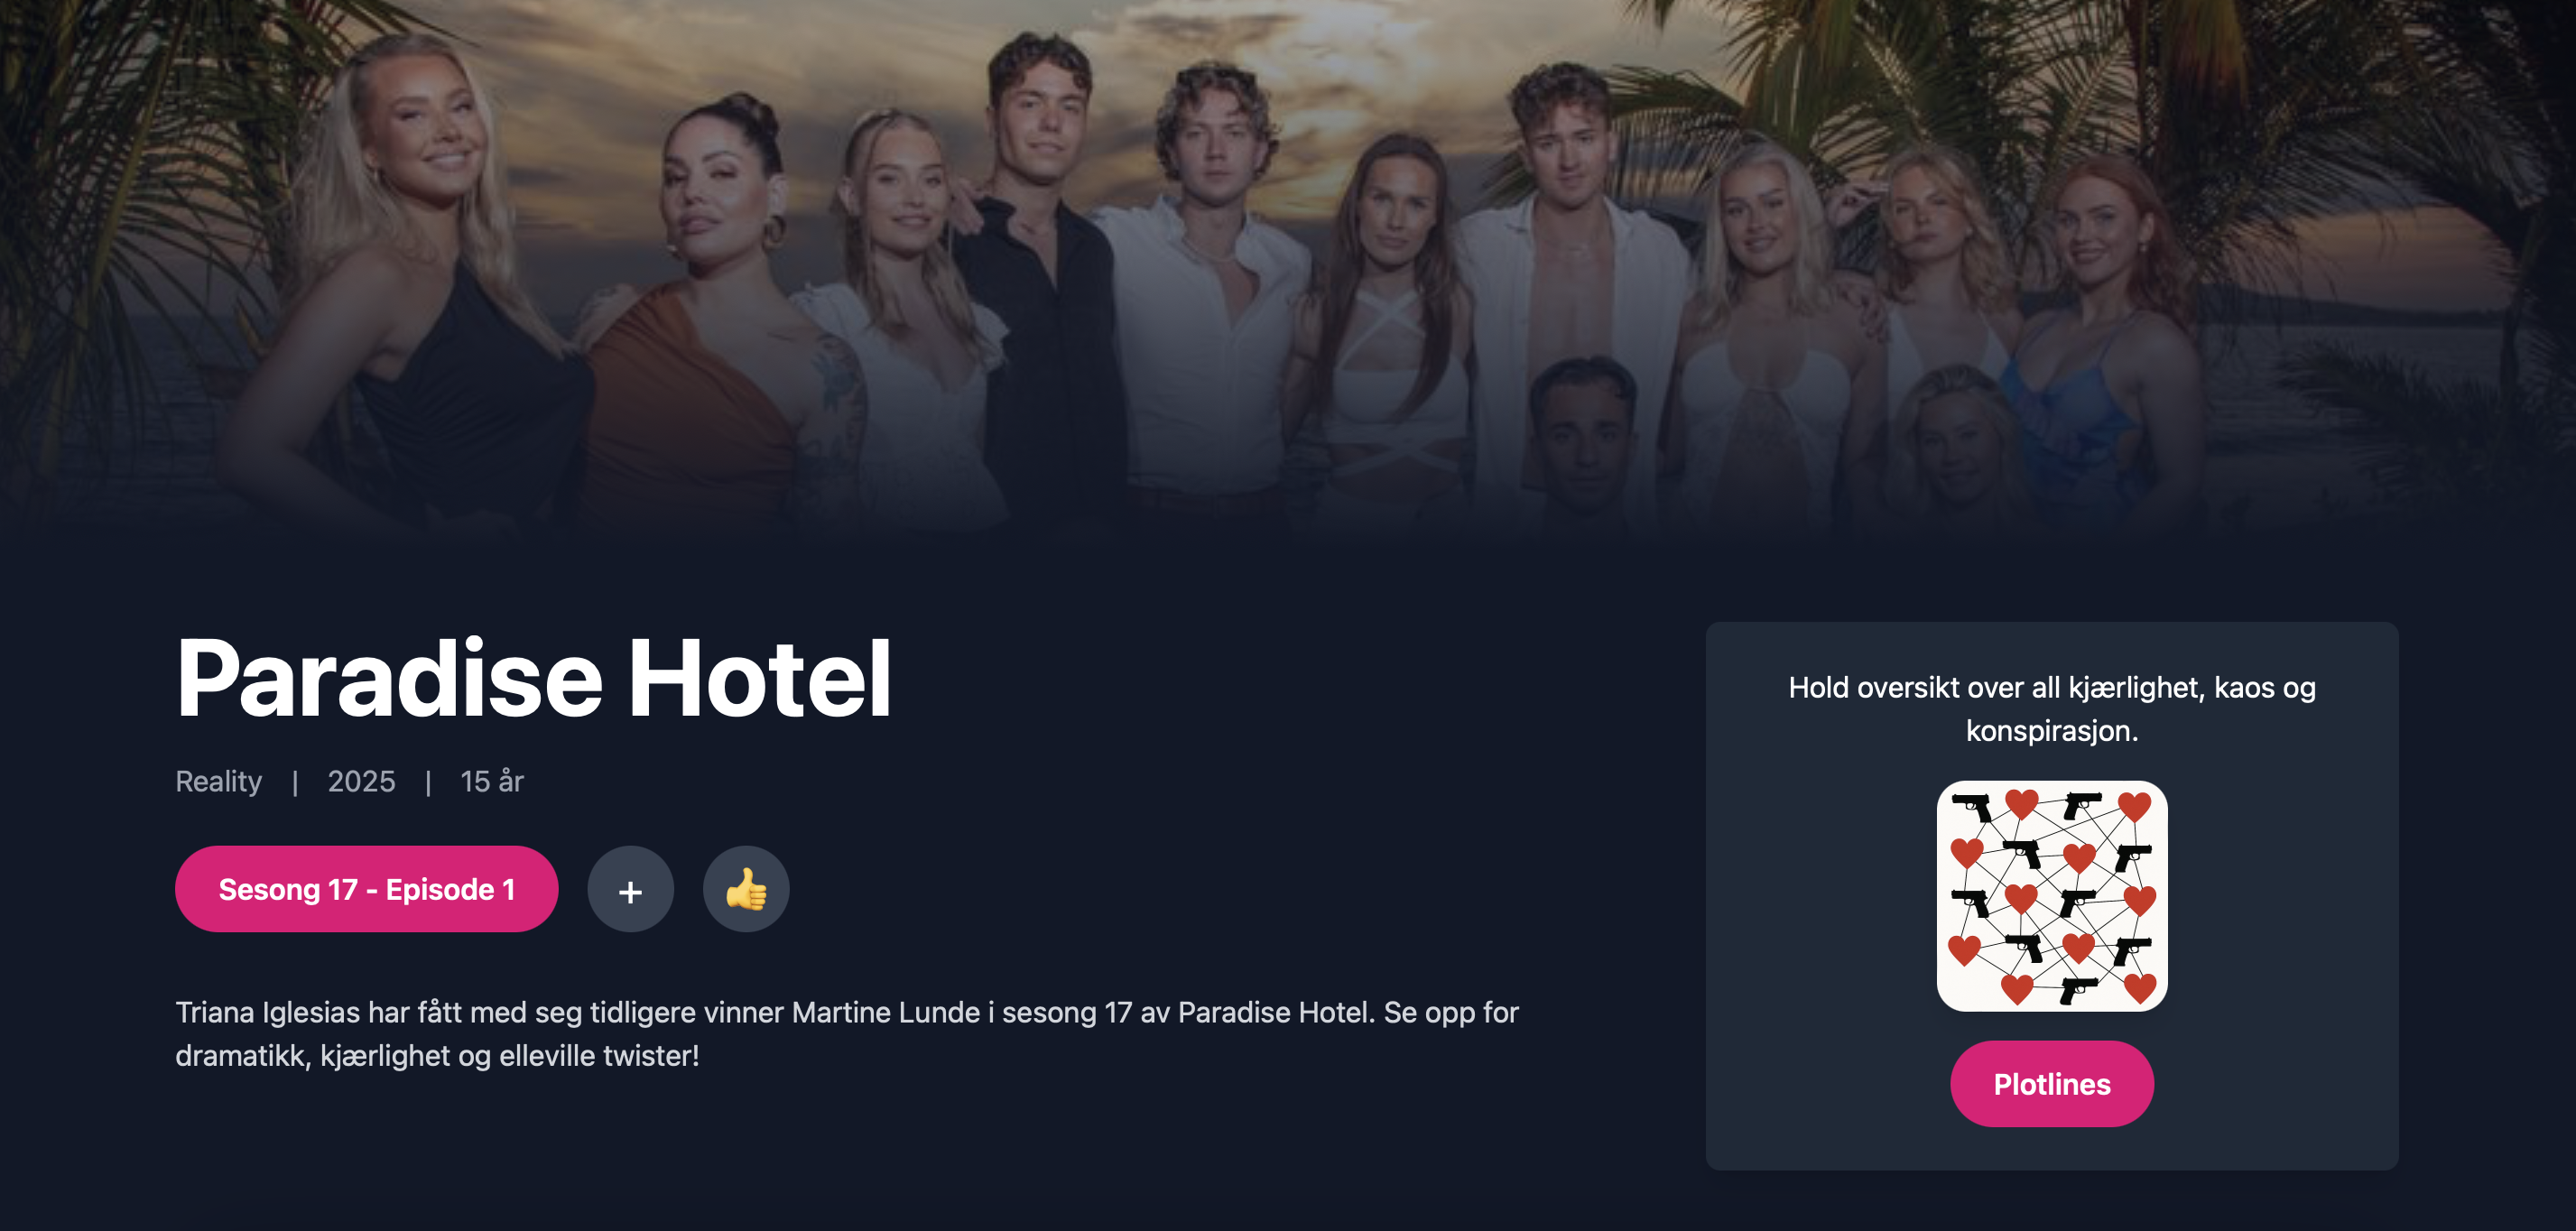 Paradise Hotel
Reality | 2025 | 15 år
Sesong 17 - Episode 1
+
Triana Iglesias har fått med seg tidligere vinner Martine Lunde i sesong 17 av Paradise Hotel. Se opp for
dramatikk, kjærlighet og elleville twister!
Hold oversikt over all kjærlighet, kaos og
konspirasjon.
Plotlines